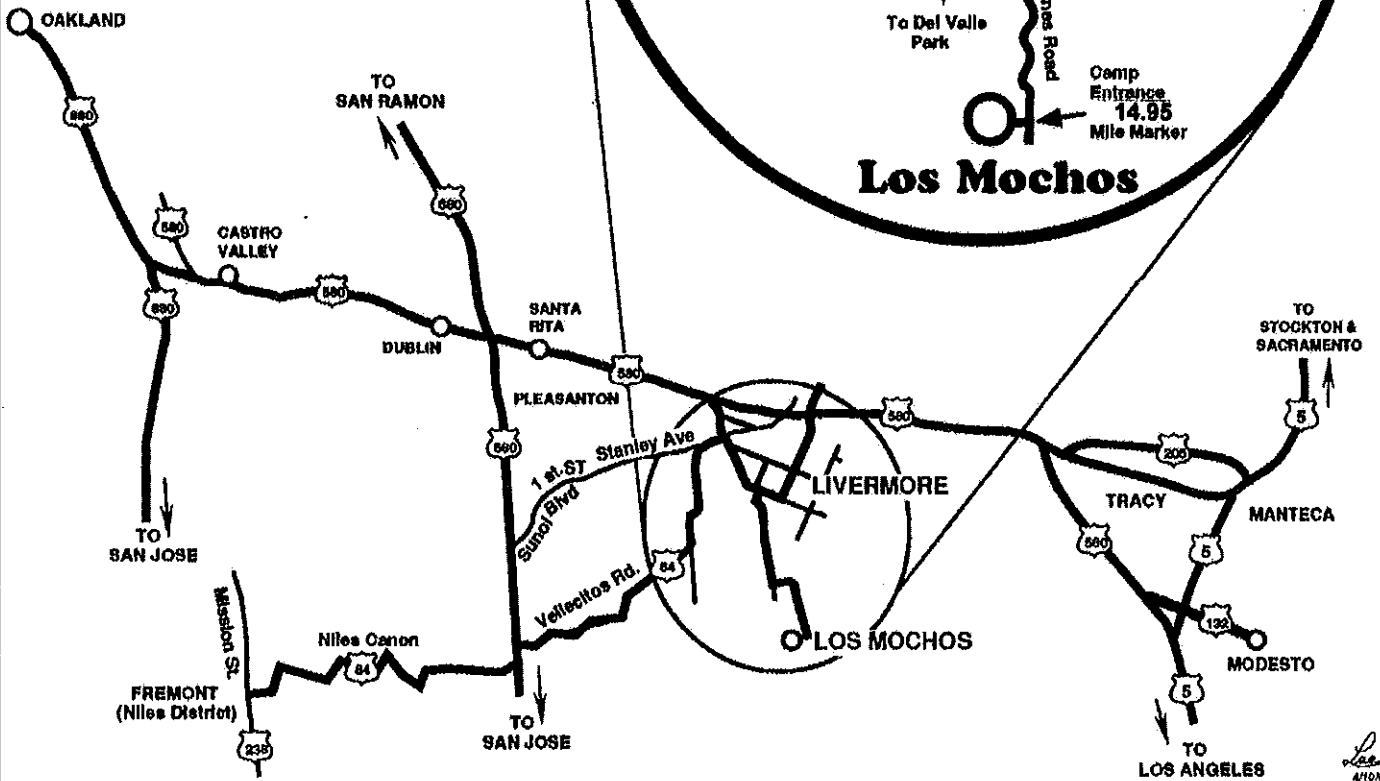 OAKLAND
To Del Valle
Park
nes Road
Camp
Entrance
14.95
Mile Marker
Los Mochos
TO
SAN RAMON
880
680
580
CASTRO
VALLEY
580
880
SANTA
RITA
DUBLIN
PLEASANTON
580
TO
STOCKTON &
SACRAMENTO
5
580
205
680
1 st ST Stanley Ave
Sunol Blvd
LIVERMORE
TRACY
MANTECA
TO
SAN JOSE
580
5
Vellecitos Rd.
84
Mission St.
Niles Canon
84
LOS MOCHOS
132
MODESTO
FREMONT
(Niles District)
5
238
TO
SAN JOSE
TO
LOS ANGELES